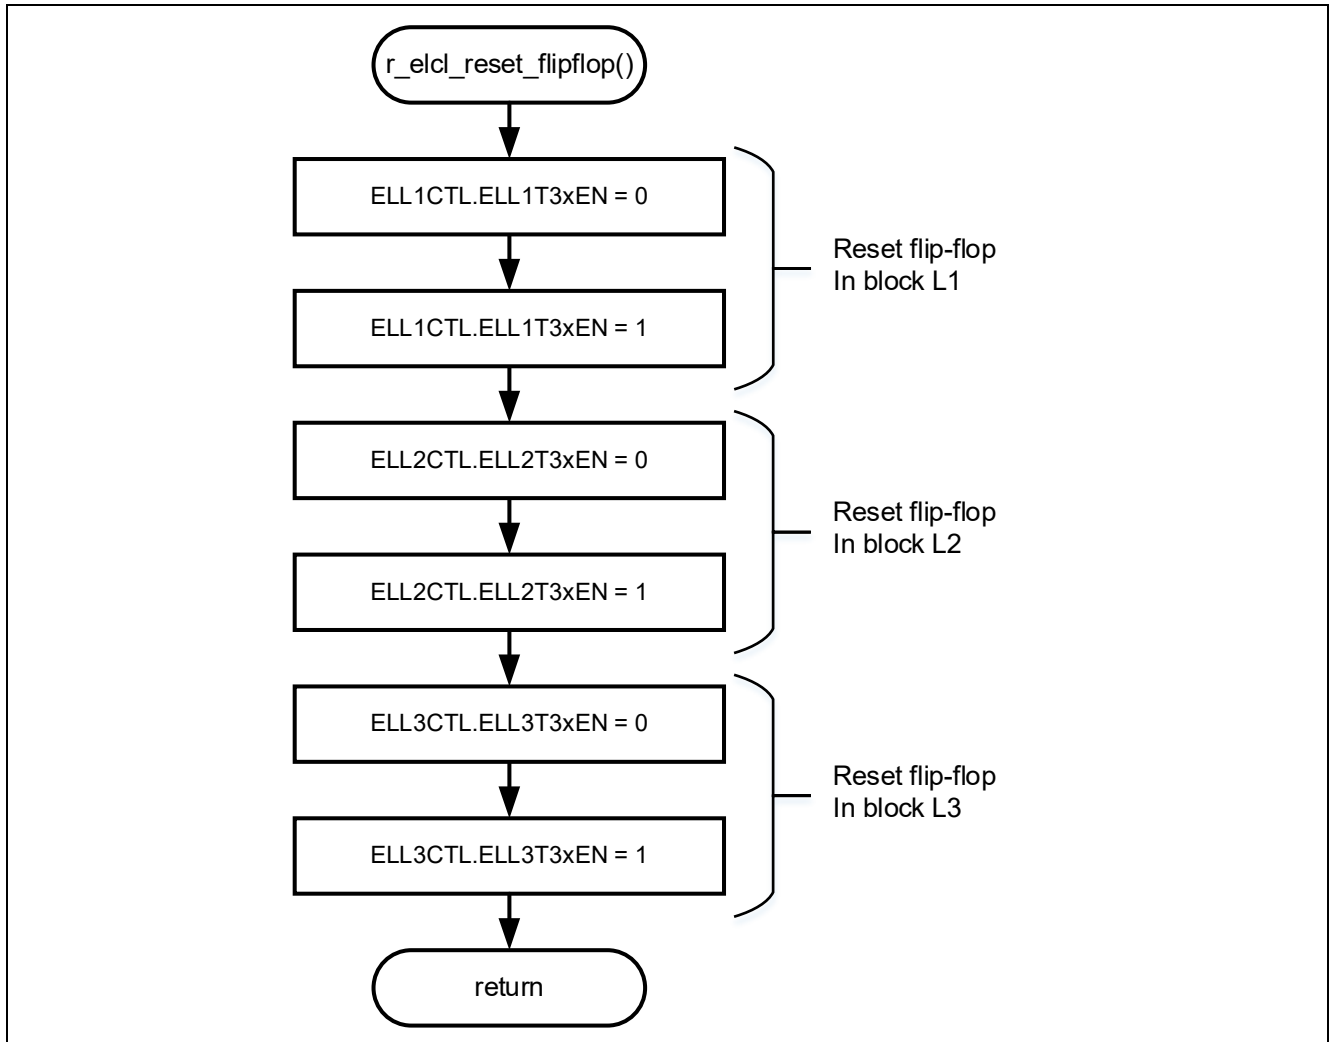 r_elcl_reset_flipflop()
ELL1CTL.ELL1T3xEN = 0
ELL1CTL.ELL1T3xEN = 1
Reset flip-flop
In block L1
ELL2CTL.ELL2T3xEN = 0
ELL2CTL.ELL2T3xEN = 1
Reset flip-flop
In block L2
ELL3CTL.ELL3T3xEN = 0
ELL3CTL.ELL3T3xEN = 1
Reset flip-flop
In block L3
return